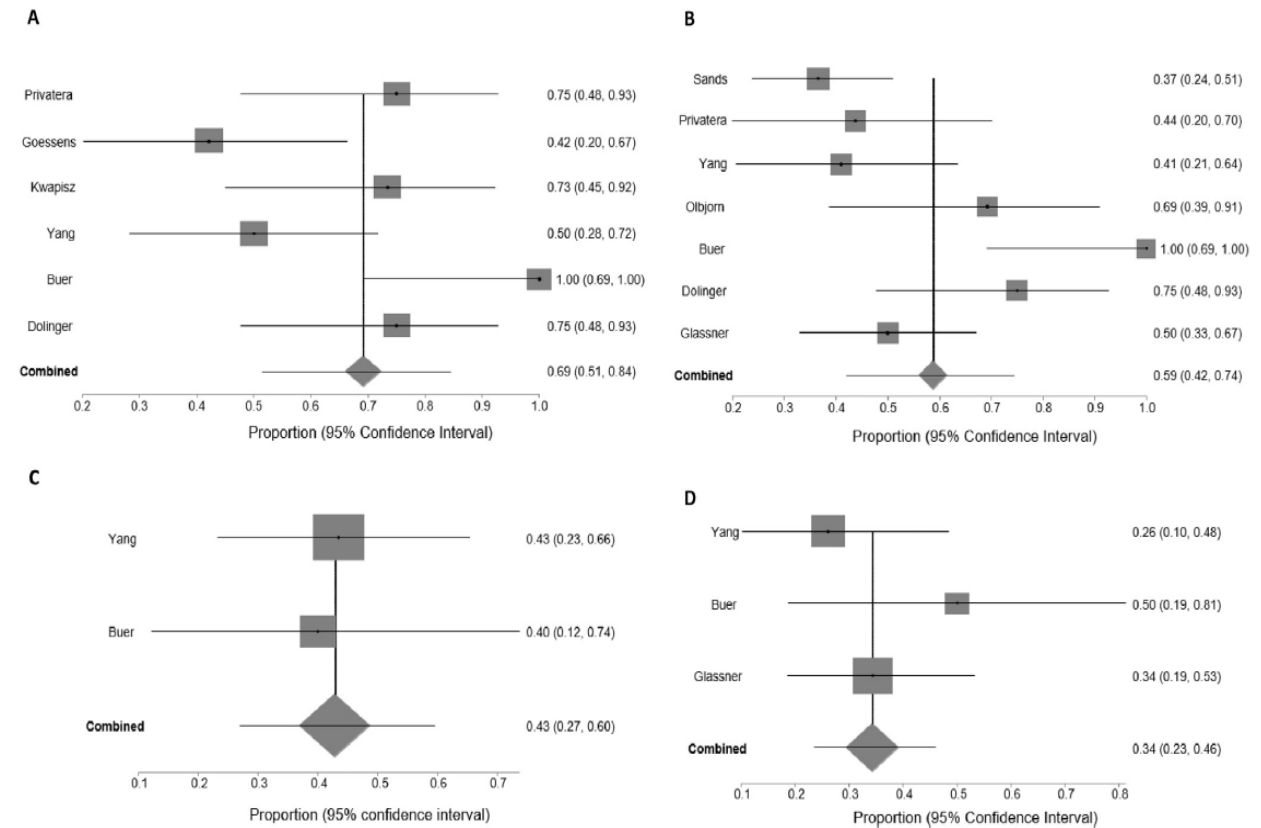 A
Privatera 0.75 (0.48, 0.93)
Goessens 0.42 (0.20, 0.67)
Kwapisz 0.73 (0.45, 0.92)
Yang 0.50 (0.28, 0.72)
Buer 1.00 (0.69, 1.00)
Dolinger 0.75 (0.48, 0.93)
Combined 0.69 (0.51, 0.84)
0.2 0.3 0.4 0.5 0.6 0.7 0.8 0.9 1.0
Proportion (95% Confidence Interval)
B
Sands 0.37 (0.24, 0.51)
Privatera 0.44 (0.20, 0.70)
Yang 0.41 (0.21, 0.64)
Olbjorn 0.69 (0.39, 0.91)
Buer 1.00 (0.69, 1.00)
Dolinger 0.75 (0.48, 0.93)
Glassner 0.50 (0.33, 0.67)
Combined 0.59 (0.42, 0.74)
0.2 0.3 0.4 0.5 0.6 0.7 0.8 0.9 1.0
Proportion (95% Confidence Interval)
C
Yang 0.43 (0.23, 0.66)
Buer 0.40 (0.12, 0.74)
Combined 0.43 (0.27, 0.60)
0.1 0.2 0.3 0.4 0.5 0.6 0.7
Proportion (95% confidence interval)
D
Yang 0.26 (0.10, 0.48)
Buer 0.50 (0.19, 0.81)
Glassner 0.34 (0.19, 0.53)
Combined 0.34 (0.23, 0.46)
0.1 0.2 0.3 0.4 0.5 0.6 0.7 0.8
Proportion (95% Confidence Interval)